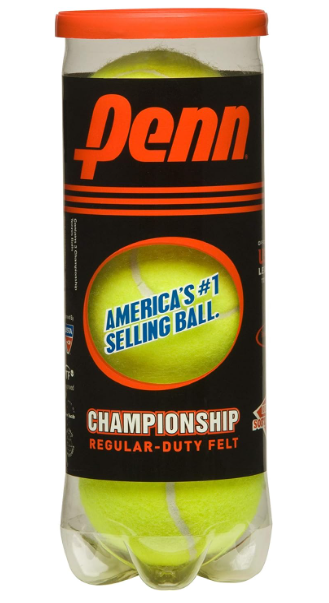 Penn
AMERICA'S #1
SELLING BALL.
CHAMPIONSHIP
REGULAR-DUTY FELT